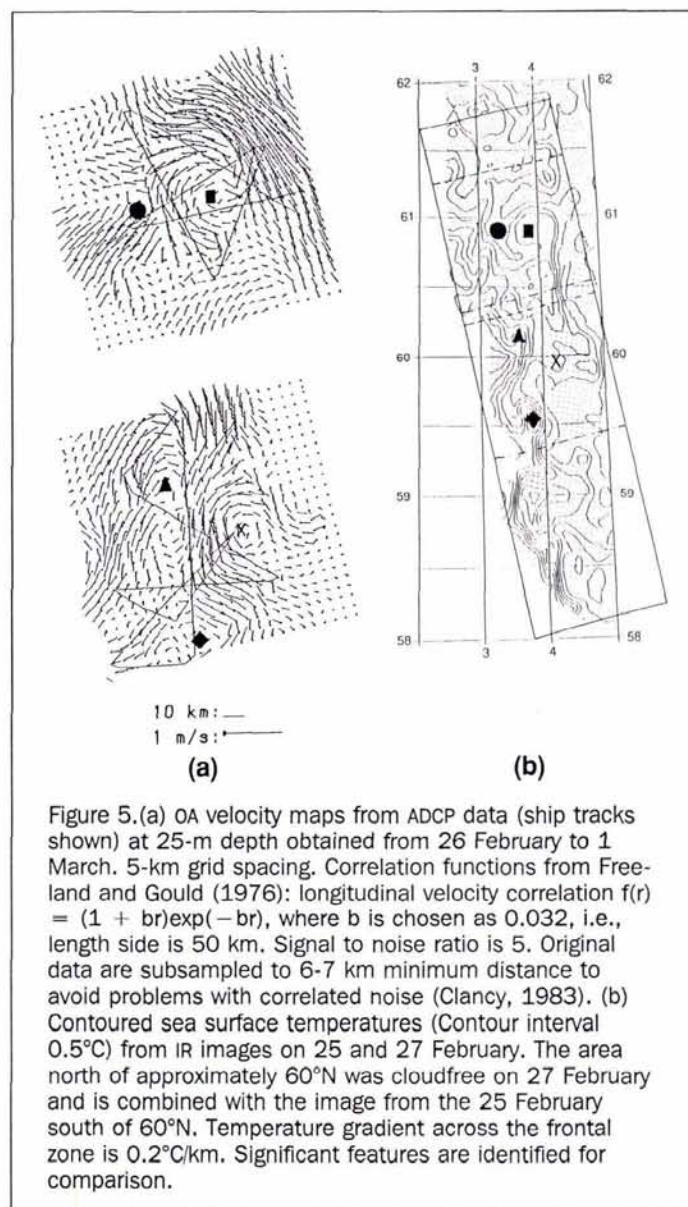 3 4
62 62
61 61
60 60
X X
59 59
58 58
3 4
10 km:
1 m/s:
(a) (b)
Figure 5.(a) OA velocity maps from ADCP data (ship tracks
shown) at 25-m depth obtained from 26 February to 1
March. 5-km grid spacing. Correlation functions from Free-
land and Gould (1976): longitudinal velocity correlation f(r)
= (1 + br)exp(−br), where b is chosen as 0.032, i.e.,
length side is 50 km. Signal to noise ratio is 5. Original
data are subsampled to 6-7 km minimum distance to
avoid problems with correlated noise (Clancy, 1983). (b)
Contoured sea surface temperatures (Contour interval
0.5°C) from IR images on 25 and 27 February. The area
north of approximately 60°N was cloudfree on 27 February
and is combined with the image from the 25 February
south of 60°N. Temperature gradient across the frontal
zone is 0.2°C/km. Significant features are identified for
comparison.